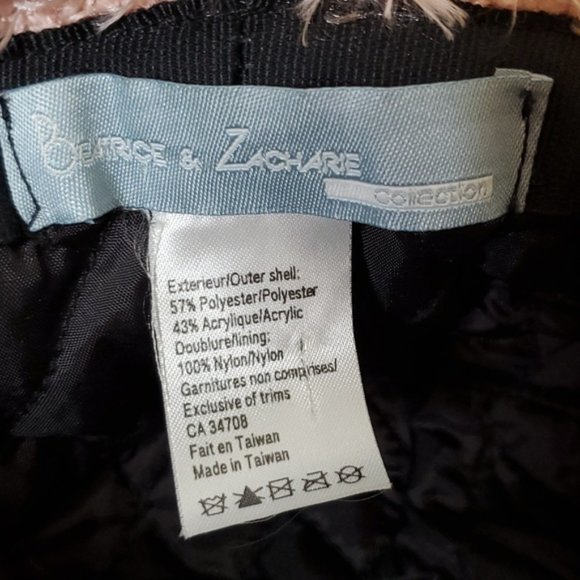 Beatrice & Zacharie
collection
Exterieur/Outer shell:
57% Polyester/Polyester
43% Acrylique/Acrylic
Doublure/lining:
100% Nylon/Nylon
Garnitures non comprises/
Exclusive of trims
CA 34708
Fait en Taiwan
Made in Taiwan